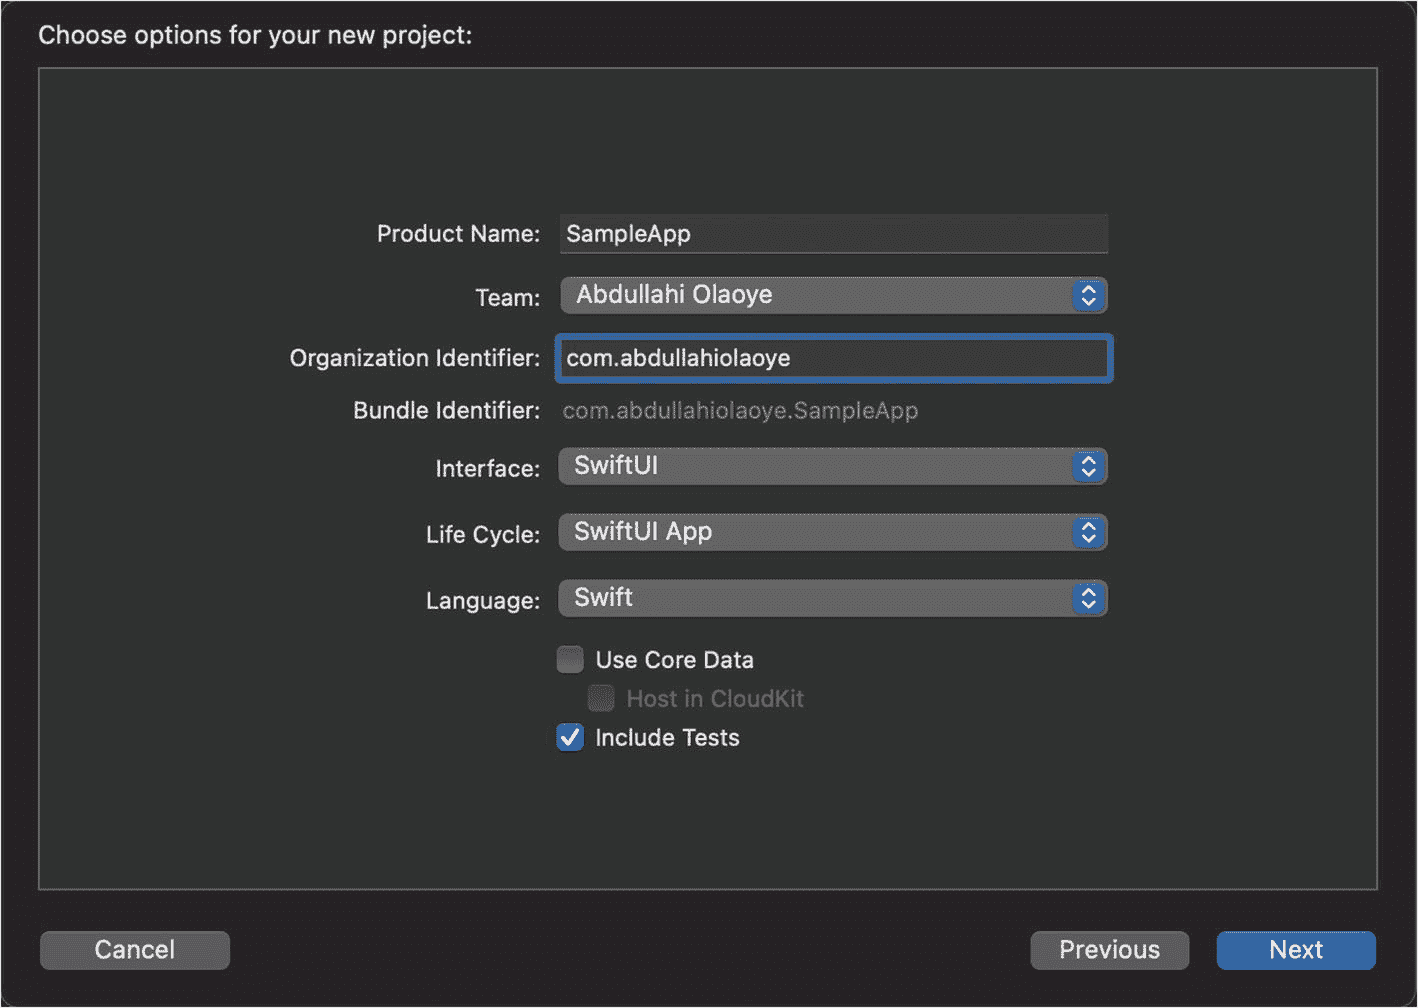 Choose options for your new project:
Product Name: SampleApp
Team: Abdullahi Olaoye
Organization Identifier: com.abdullahiolaoye
Bundle Identifier: com.abdullahiolaoye.SampleApp
Interface: SwiftUI
Life Cycle: SwiftUI App
Language: Swift
Use Core Data
Host in CloudKit
Include Tests
Cancel Previous Next